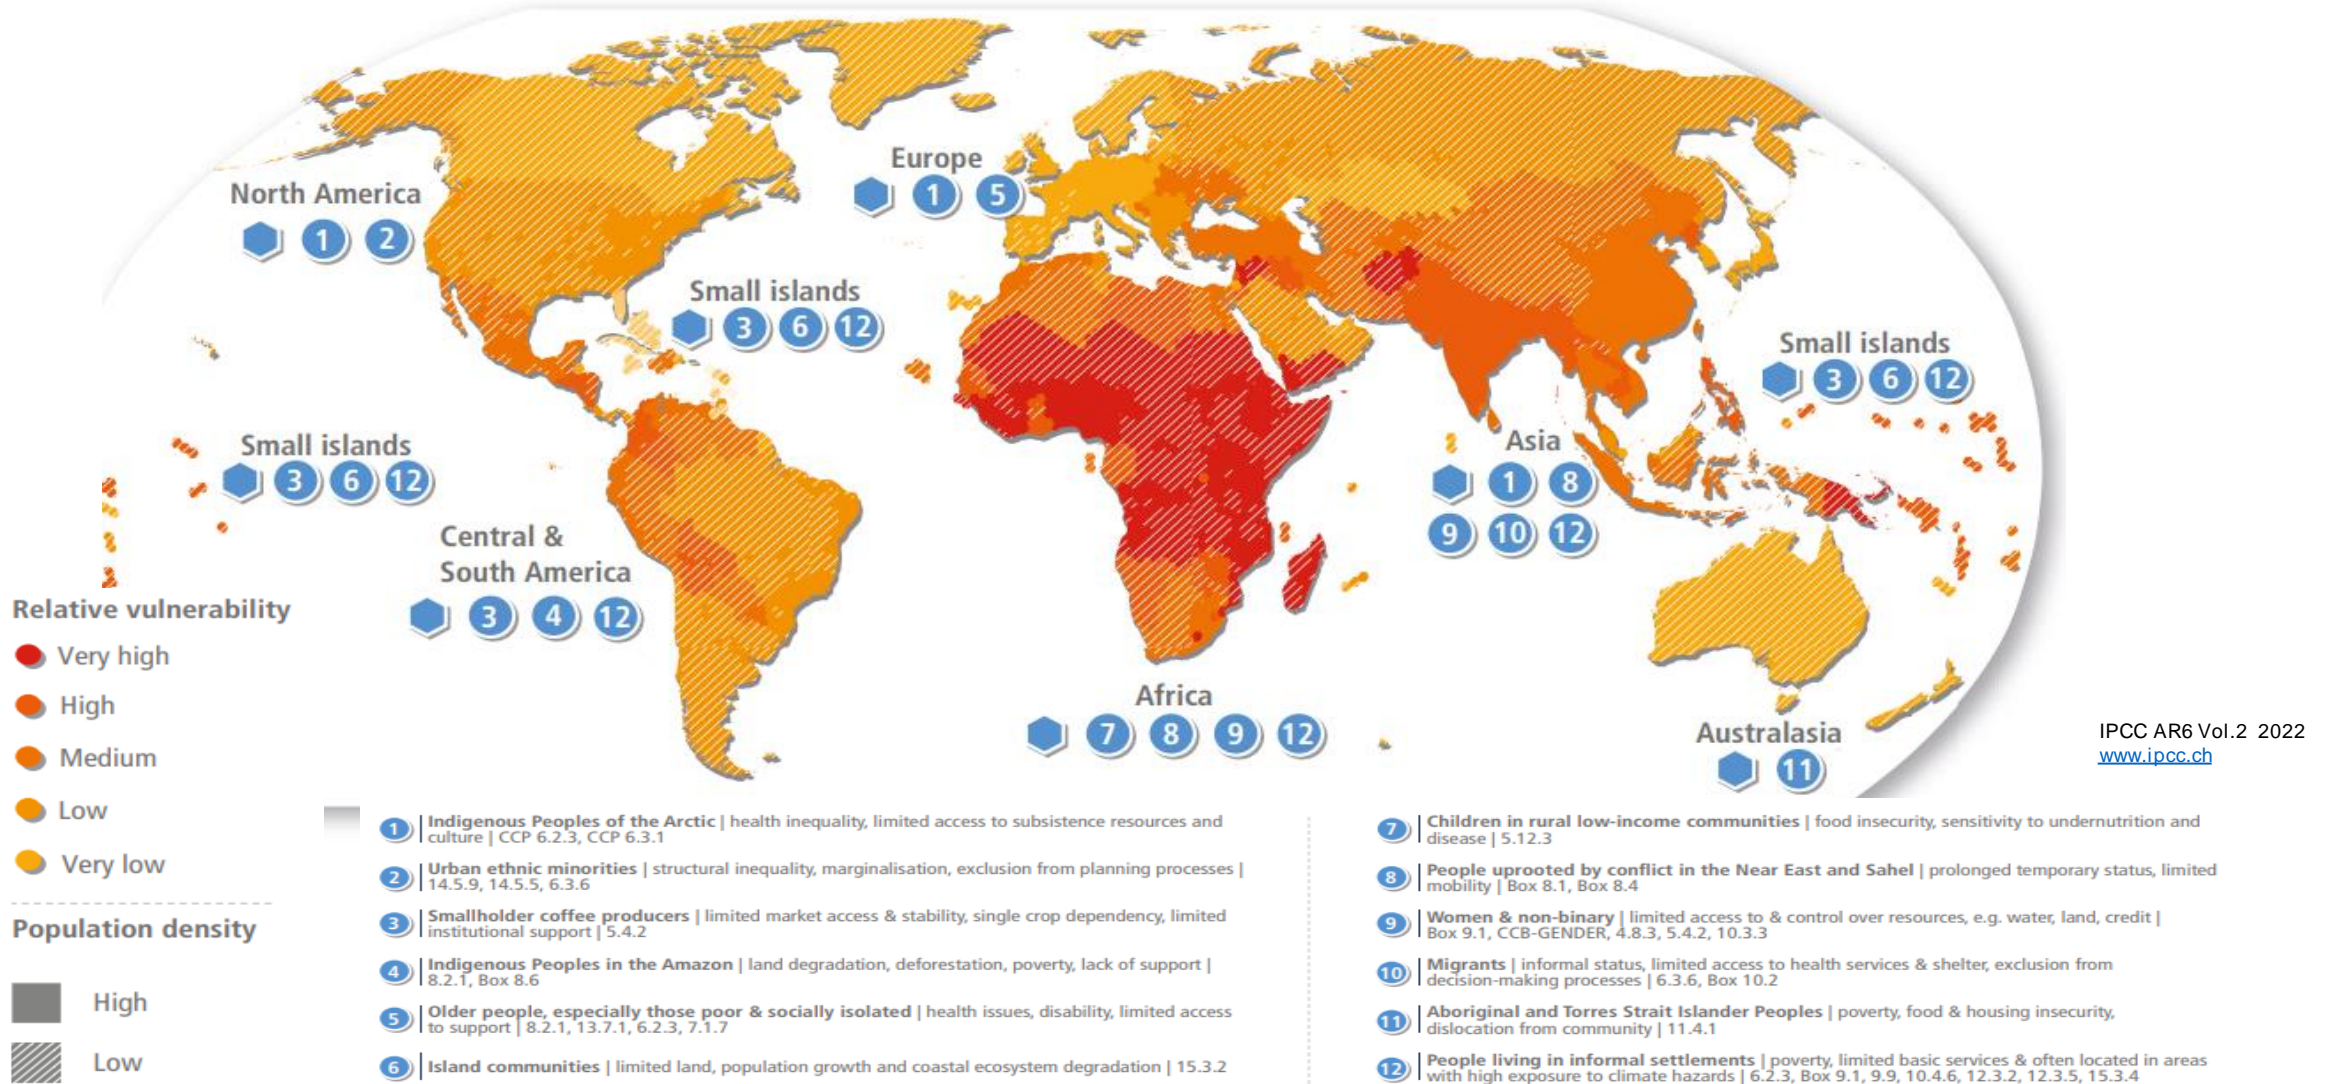 Europe
1 5
North America
1 2
Small islands
3 6 12
Small islands
3 6 12
Small islands
3 6 12
Asia
1 8
9 10 12
Central &
South America
3 4 12
Africa
7 8 9 12
Australasia
11
IPCC AR6 Vol.2 2022
www.ipcc.ch
Relative vulnerability
Very high
High
Medium
Low
Very low
Population density
High
Low
1 | Indigenous Peoples of the Arctic | health inequality, limited access to subsistence resources and
culture | CCP 6.2.3, CCP 6.3.1
2 | Urban ethnic minorities | structural inequality, marginalisation, exclusion from planning processes |
14.5.9, 14.5.5, 6.3.6
3 | Smallholder coffee producers | limited market access & stability, single crop dependency, limited
institutional support | 5.4.2
4 | Indigenous Peoples in the Amazon | land degradation, deforestation, poverty, lack of support |
8.2.1, Box 8.6
5 | Older people, especially those poor & socially isolated | health issues, disability, limited access
to support | 8.2.1, 13.7.1, 6.2.3, 7.1.7
6 | Island communities | limited land, population growth and coastal ecosystem degradation | 15.3.2
7 | Children in rural low-income communities | food insecurity, sensitivity to undernutrition and
disease | 5.12.3
8 | People uprooted by conflict in the Near East and Sahel | prolonged temporary status, limited
mobility | Box 8.1, Box 8.4
9 | Women & non-binary | limited access to & control over resources, e.g. water, land, credit |
Box 9.1, CCB-GENDER, 4.8.3, 5.4.2, 10.3.3
10 | Migrants | informal status, limited access to health services & shelter, exclusion from
decision-making processes | 6.3.6, Box 10.2
11 | Aboriginal and Torres Strait Islander Peoples | poverty, food & housing insecurity,
dislocation from community | 11.4.1
12 | People living in informal settlements | poverty, limited basic services & often located in areas
with high exposure to climate hazards | 6.2.3, Box 9.1, 9.9, 10.4.6, 12.3.2, 12.3.5, 15.3.4